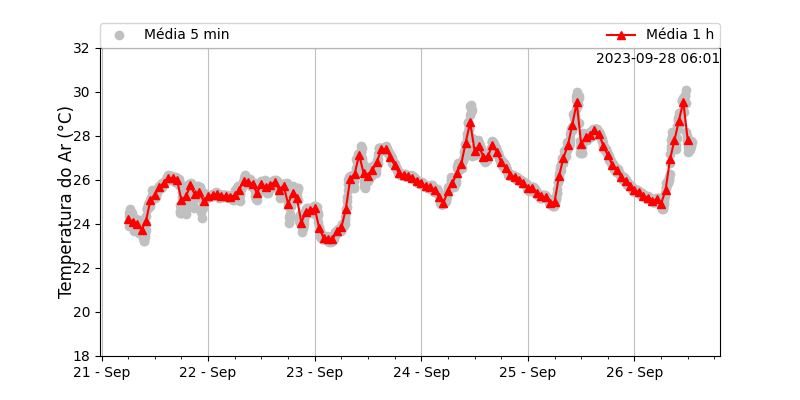 Média 5 min
Média 1 h
2023-09-28 06:01
Temperatura do Ar (°C)
32
30
28
26
24
22
20
18
21 - Sep
22 - Sep
23 - Sep
24 - Sep
25 - Sep
26 - Sep